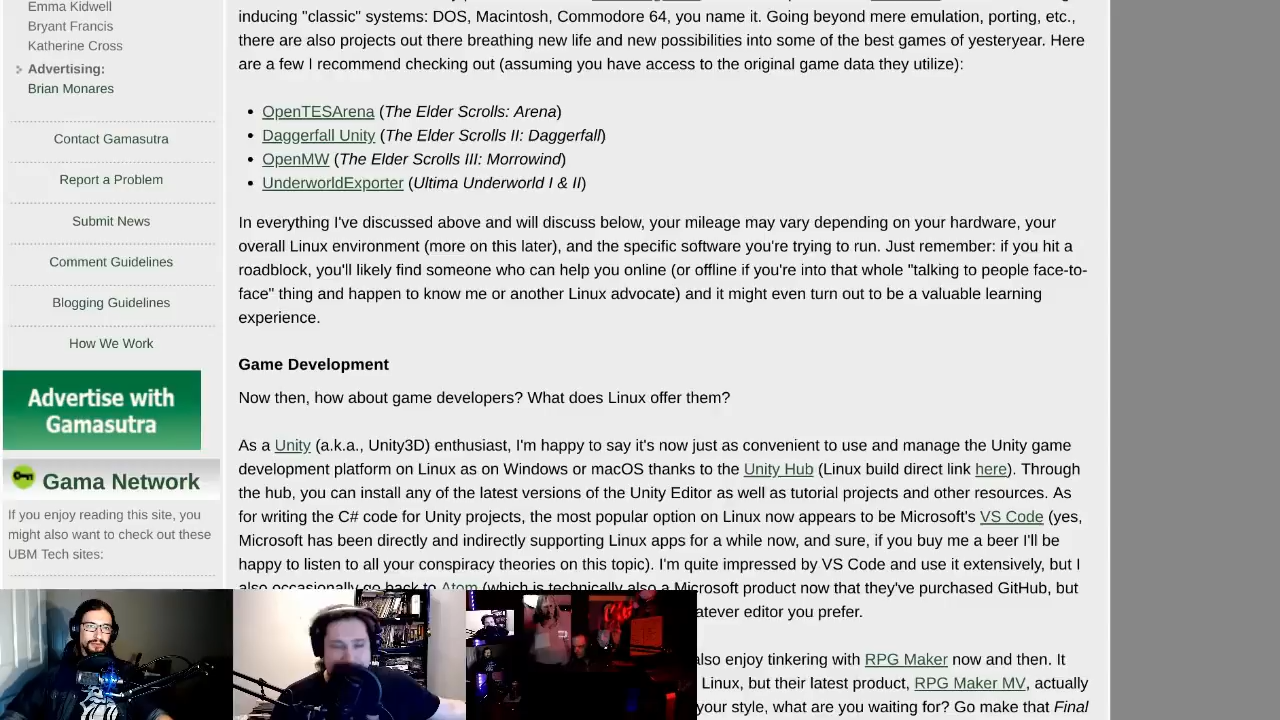 Emma Kidwell
Bryant Francis
Katherine Cross
Advertising:
Brian Monares
Contact Gamasutra
Report a Problem
Submit News
Comment Guidelines
Blogging Guidelines
How We Work
Advertise with
Gamasutra
Gama Network
If you enjoy reading this site, you
might also want to check out these
UBM Tech sites:
inducing "classic" systems: DOS, Macintosh, Commodore 64, you name it. Going beyond mere emulation, porting, etc.,
there are also projects out there breathing new life and new possibilities into some of the best games of yesteryear. Here
are a few I recommend checking out (assuming you have access to the original game data they utilize):
• OpenTESArena (The Elder Scrolls: Arena)
• Daggerfall Unity (The Elder Scrolls II: Daggerfall)
• OpenMW (The Elder Scrolls III: Morrowind)
• UnderworldExporter (Ultima Underworld I & II)
In everything I've discussed above and will discuss below, your mileage may vary depending on your hardware, your
overall Linux environment (more on this later), and the specific software you're trying to run. Just remember: if you hit a
roadblock, you'll likely find someone who can help you online (or offline if you're into that whole "talking to people face-to-
face" thing and happen to know me or another Linux advocate) and it might even turn out to be a valuable learning
experience.
Game Development
Now then, how about game developers? What does Linux offer them?
As a Unity (a.k.a., Unity3D) enthusiast, I'm happy to say it's now just as convenient to use and manage the Unity game
development platform on Linux as on Windows or macOS thanks to the Unity Hub (Linux build direct link here). Through
the hub, you can install any of the latest versions of the Unity Editor as well as tutorial projects and other resources. As
for writing the C# code for Unity projects, the most popular option on Linux now appears to be Microsoft's VS Code (yes,
Microsoft has been directly and indirectly supporting Linux apps for a while now, and sure, if you buy me a beer I'll be
happy to listen to all your conspiracy theories on this topic). I'm quite impressed by VS Code and use it extensively, but I
also occasionally go back to Atom (which is technically also a Microsoft product now that they've purchased GitHub, but
atever editor you prefer.
also enjoy tinkering with RPG Maker now and then. It
Linux, but their latest product, RPG Maker MV, actually
your style, what are you waiting for? Go make that Final